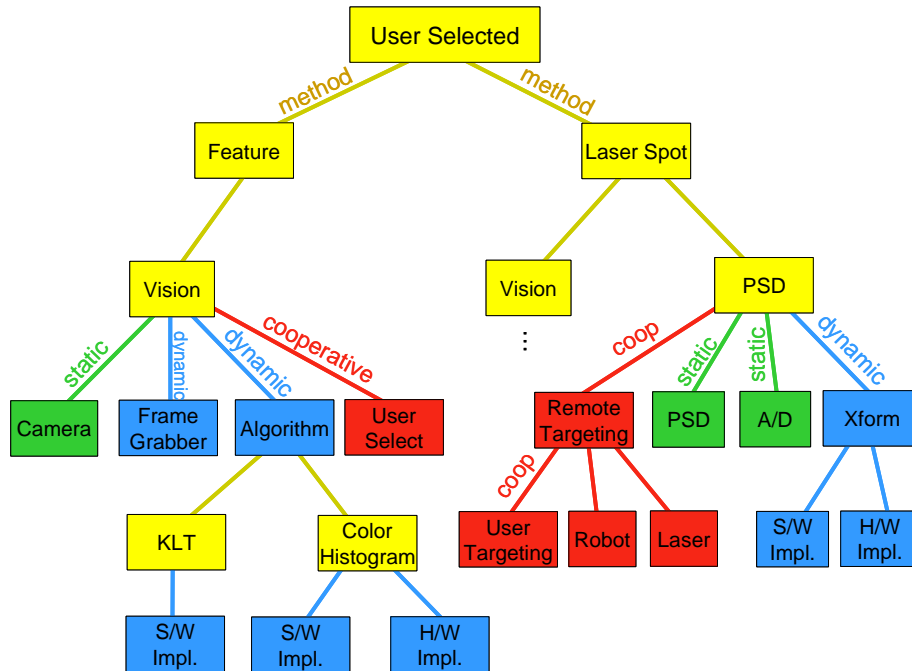 User Selected
method
method
Feature
Laser Spot
Vision
Vision
PSD
⋮
static
dynamic
dynamic
cooperative
coop
static
static
dynamic
Camera
Frame
Grabber
Algorithm
User
Select
Remote
Targeting
PSD
A/D
Xform
coop
KLT
Color
Histogram
User
Targeting
Robot
Laser
S/W
Impl.
H/W
Impl.
S/W
Impl.
S/W
Impl.
H/W
Impl.